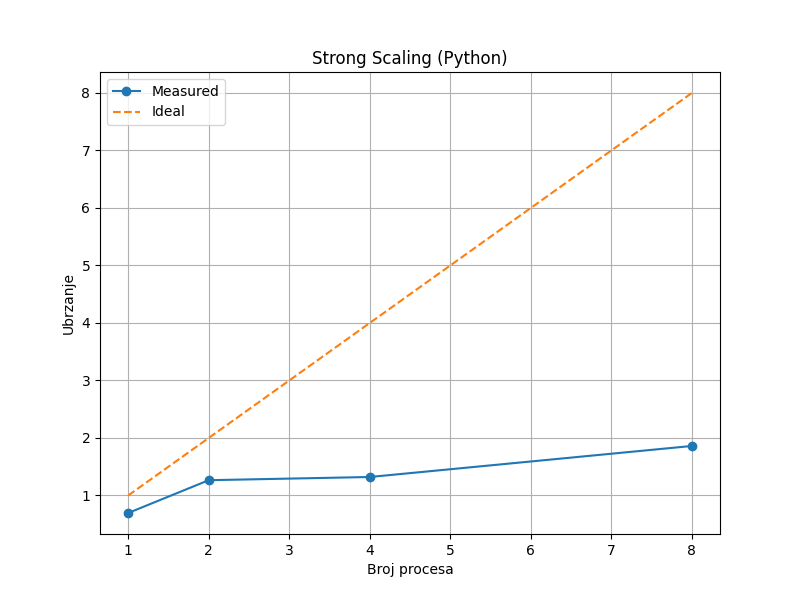 Strong Scaling (Python)
Measured
Ideal
8
7
6
5
4
3
2
1
Ubrzanje
1 2 3 4 5 6 7 8
Broj procesa